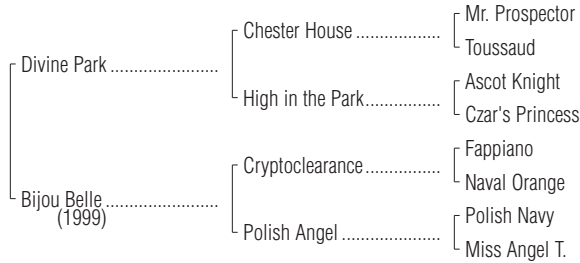 Mr. Prospector
Chester House ..................
Toussaud
Divine Park .......................
Ascot Knight
High in the Park................
Czar's Princess
Fappiano
Cryptoclearance ................
Naval Orange
Bijou Belle ........................
(1999)
Polish Navy
Polish Angel .....................
Miss Angel T.